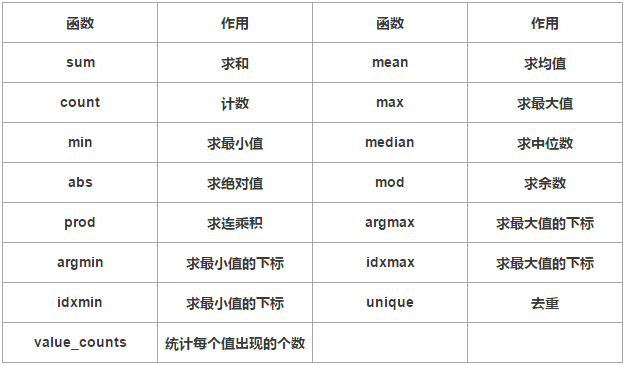 函数 作用 函数 作用
sum 求和 mean 求均值
count 计数 max 求最大值
min 求最小值 median 求中位数
abs 求绝对值 mod 求余数
prod 求连乘积 argmax 求最大值的下标
argmin 求最小值的下标 idxmax 求最大值的下标
idxmin 求最小值的下标 unique 去重
value_counts 统计每个值出现的个数